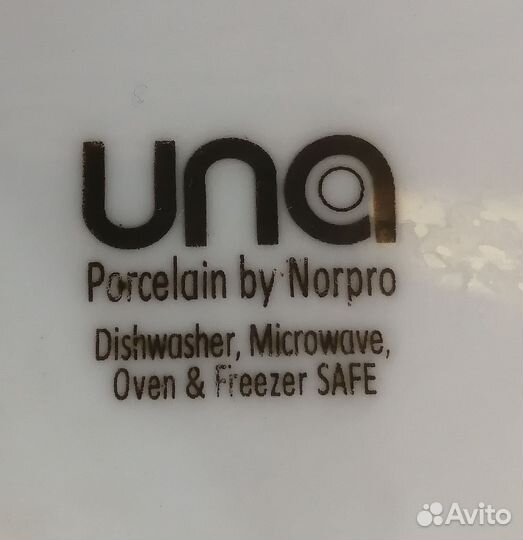 una
Porcelain by Norpro
Dishwasher, Microwave,
Oven & Freezer SAFE
Avito